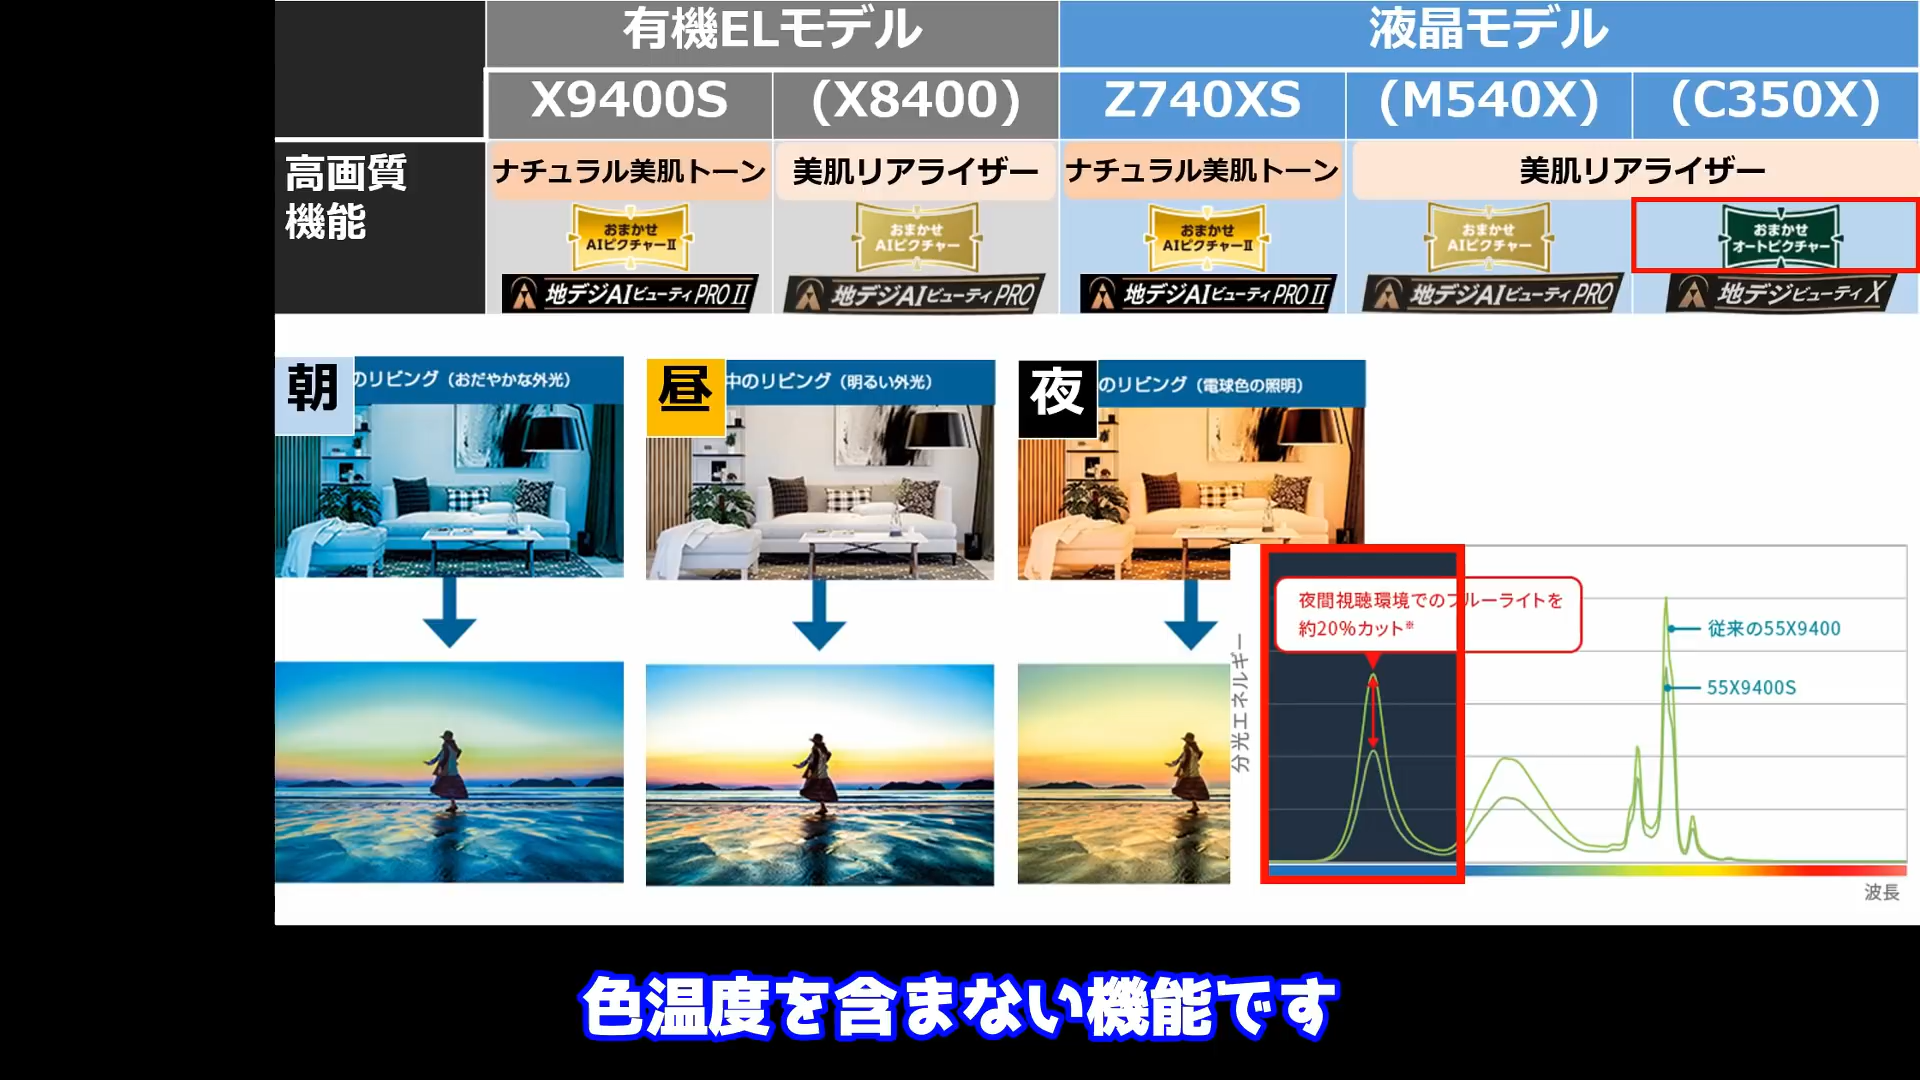 有機ELモデル
液晶モデル
X9400S
(X8400)
Z740XS
(M540X)
(C350X)
高画質
機能
ナチュラル美肌トーン
美肌リアライザー
ナチュラル美肌トーン
美肌リアライザー
おまかせ
AIピクチャーII
おまかせ
AIピクチャー
おまかせ
AIピクチャーII
おまかせ
AIピクチャー
おまかせ
オートピクチャー
地デジAIビューティPROⅡ
地デジAIビューティPRO
地デジAIビューティPROⅡ
地デジAIビューティPRO
地デジビューティX
朝
のリビング（おだやかな外光）
昼
中のリビング（明るい外光）
夜
のリビング（電球色の照明）
夜間視聴環境でのブルーライトを
約20%カット※
従来の55X9400
55X9400S
分光エネルギー
波長
色温度を含まない機能です